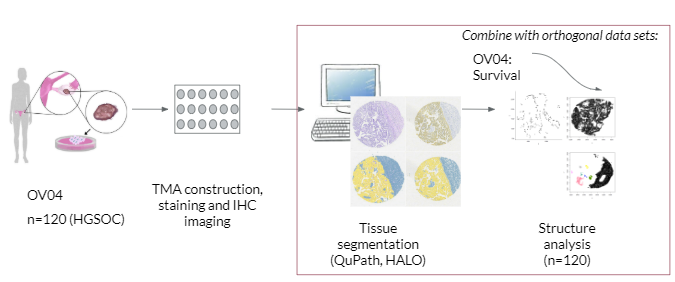 Combine with orthogonal data sets:
OV04:
Survival
OV04
n=120 (HGSOC)
TMA construction,
staining and IHC
imaging
Tissue
segmentation
(QuPath, HALO)
Structure
analysis
(n=120)